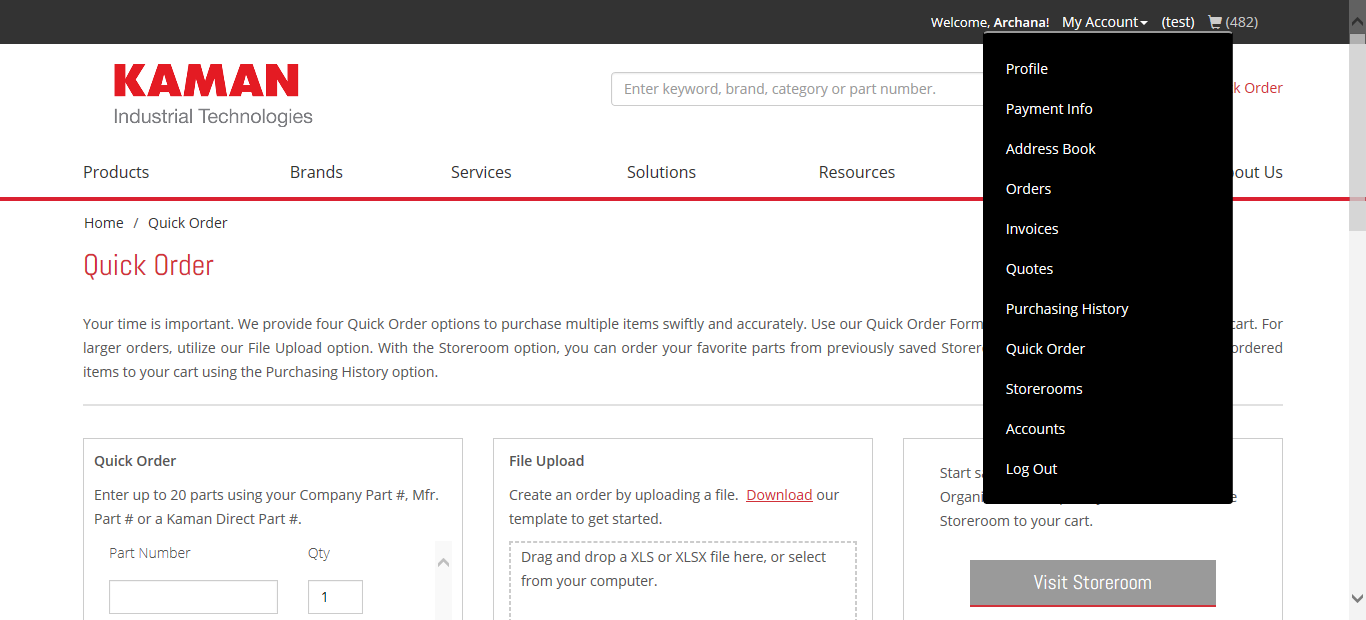 Welcome, Archana! My Account (test) (482)
KAMAN
Industrial Technologies
Enter keyword, brand, category or part number.
k Order
Products Brands Services Solutions Resources out Us
Profile
Payment Info
Address Book
Orders
Invoices
Quotes
Purchasing History
Quick Order
Storerooms
Accounts
Log Out
Home / Quick Order
Quick Order
Your time is important. We provide four Quick Order options to purchase multiple items swiftly and accurately. Use our Quick Order Form cart. For
larger orders, utilize our File Upload option. With the Storeroom option, you can order your favorite parts from previously saved Storer ordered
items to your cart using the Purchasing History option.
Quick Order
Enter up to 20 parts using your Company Part #, Mfr.
Part # or a Kaman Direct Part #.
Part Number Qty
1
File Upload
Create an order by uploading a file. Download our
template to get started.
Drag and drop a XLS or XLSX file here, or select
from your computer.
Start s
Organi e
Storeroom to your cart.
Visit Storeroom